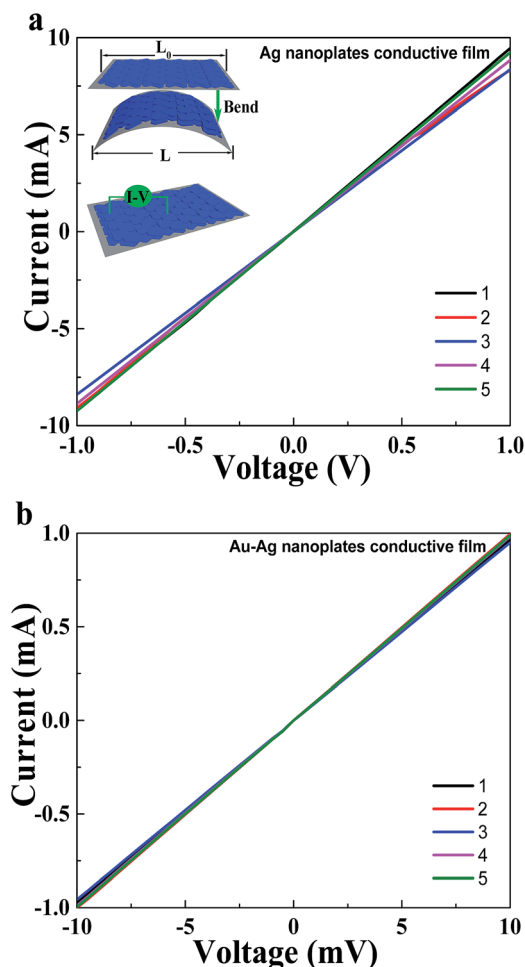 a
Ag nanoplates conductive film
L0
Bend
L
I-V
Current (mA)
10
5
0
-5
-10
1
2
3
4
5
-1.0 -0.5 0.0 0.5 1.0
Voltage (V)
b
Au-Ag nanoplates conductive film
Current (mA)
1.0
0.5
0.0
-0.5
-1.0
1
2
3
4
5
-10 -5 0 5 10
Voltage (mV)